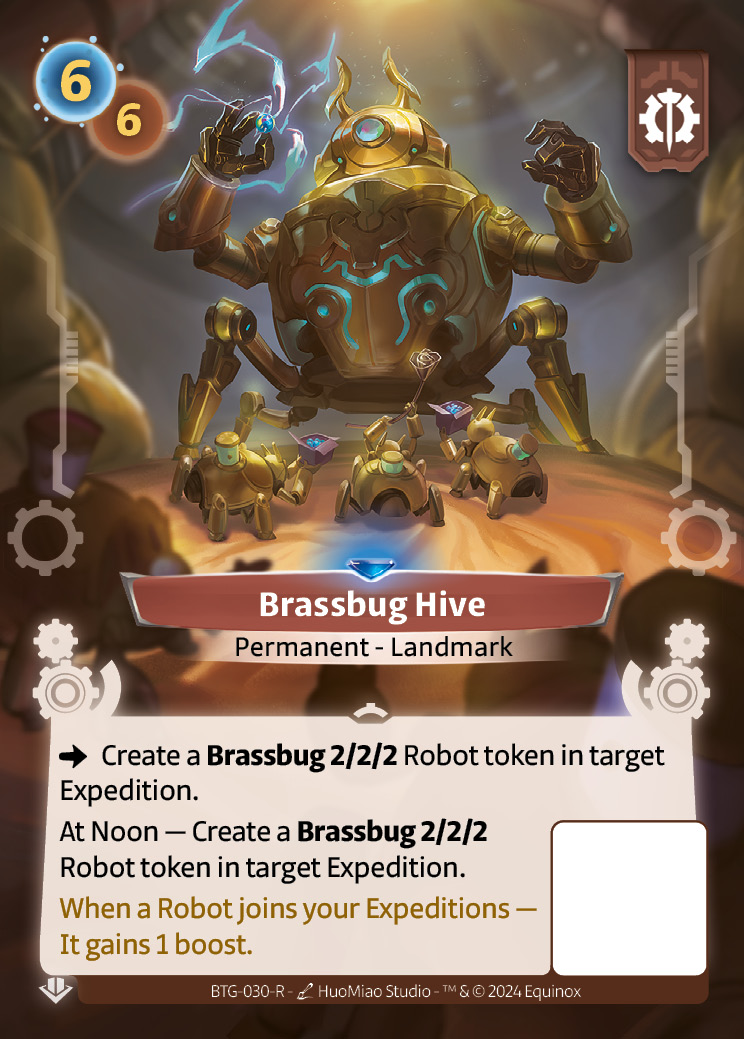 6
6
Brassbug Hive
Permanent - Landmark
Create a Brassbug 2/2/2 Robot token in target
Expedition.
At Noon — Create a Brassbug 2/2/2
Robot token in target Expedition.
When a Robot joins your Expeditions —
It gains 1 boost.
BTG-030-R - HuoMiao Studio - ™ & © 2024 Equinox